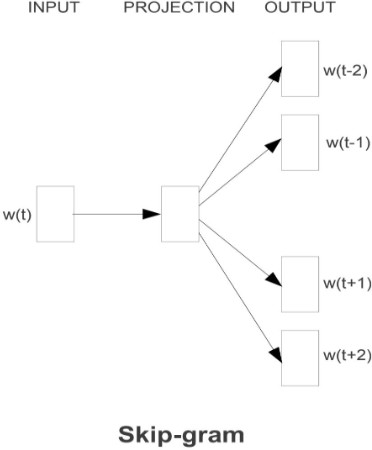 INPUT PROJECTION OUTPUT
w(t-2)
w(t-1)
w(t)
w(t+1)
w(t+2)
Skip-gram